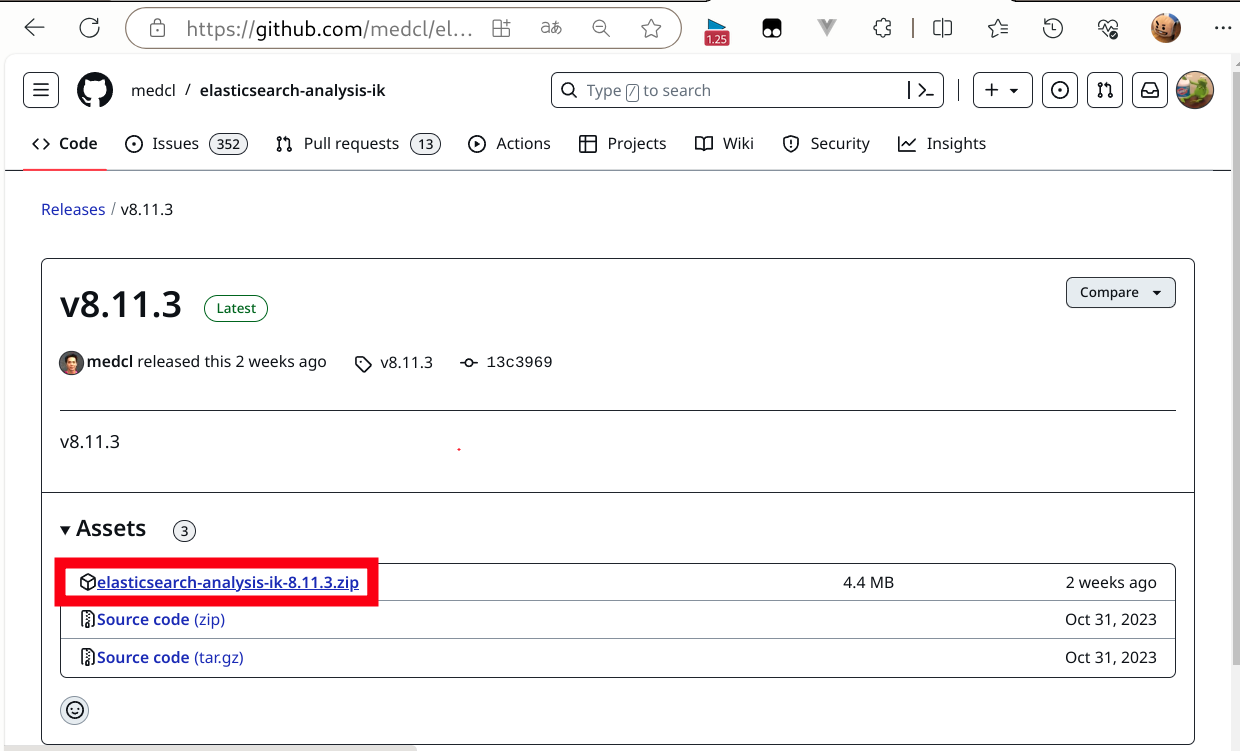 https://github.com/medcl/el...
aあ
1.25
medcl / elasticsearch-analysis-ik
Type / to search
Code Issues 352 Pull requests 13 Actions Projects Wiki Security Insights
Releases / v8.11.3
v8.11.3 Latest
Compare
medcl released this 2 weeks ago v8.11.3 13c3969
v8.11.3
Assets 3
elasticsearch-analysis-ik-8.11.3.zip 4.4 MB 2 weeks ago
Source code (zip) Oct 31, 2023
Source code (tar.gz) Oct 31, 2023